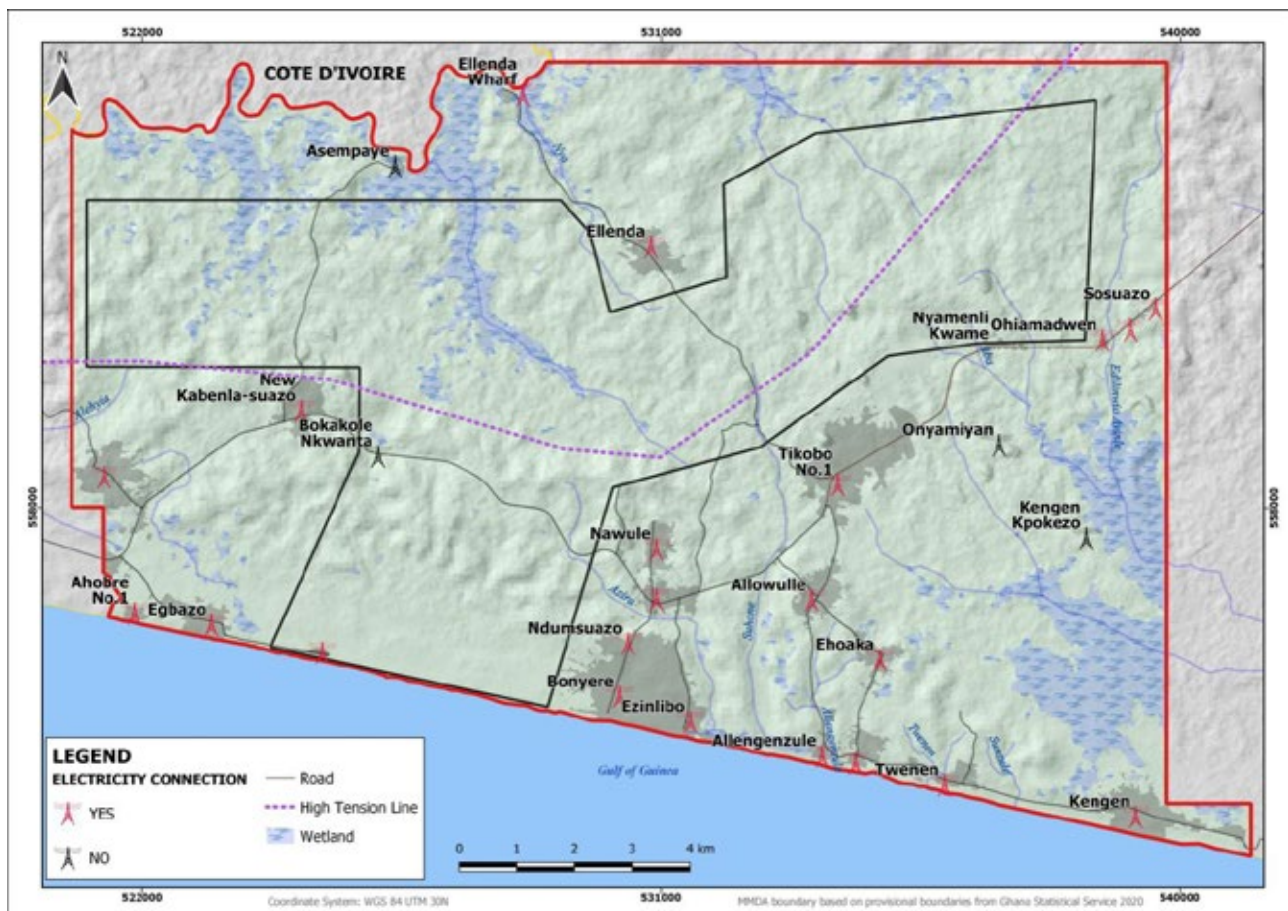 522000
531000
540000
N
COTE D'IVOIRE
Ellenda
Wharf
Asempaye
Nya
Ellenda
Sosuazo
Nyamenli
Kwame
Ohiamadwen
Aba
New
Kabenla-suazo
Bokakole
Nkwanta
Onyamiyan
Tikobo
No.1
558000
558000
Kengen
Kpokezo
Nawule
Ahobre
No.1
Egbazo
Azira
Allowulle
Ndumsuazo
Ehoaka
Bonyere
Ezinlibo
Allengenzule
Twenen
Twenen
Kengen
Gulf of Guinea
LEGEND
ELECTRICITY CONNECTION
YES
NO
Road
High Tension Line
Wetland
0 1 2 3 4 km
522000
531000
540000
Coordinate System: WGS 84 UTM 30N
MMDA boundary based on provisional boundaries from Ghana Statistical Service 2020